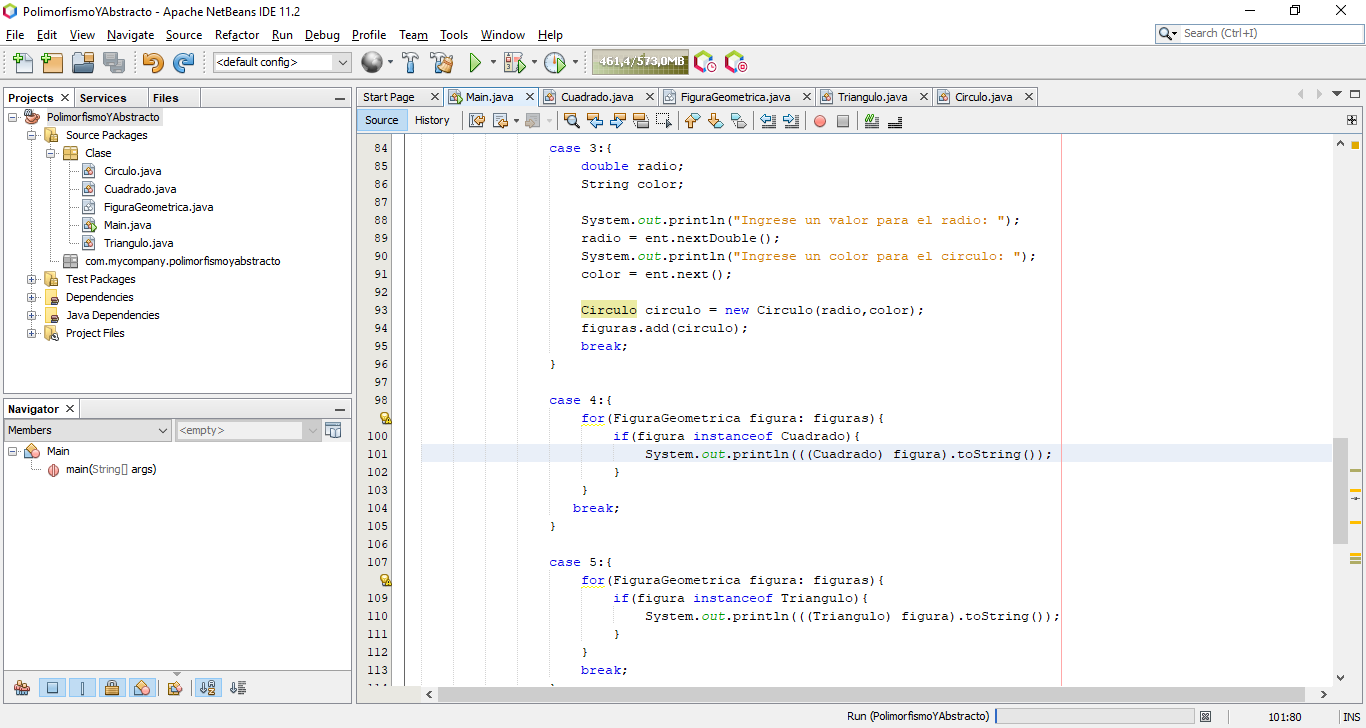 PolimorfismoYAbstracto - Apache NetBeans IDE 11.2
File Edit View Navigate Source Refactor Run Debug Profile Team Tools Window Help
Search (Ctrl+I)
<default config>
461,4/573,0MB
Projects Services Files
PolimorfismoYAbstracto
Source Packages
Clase
Circulo.java
Cuadrado.java
FiguraGeometrica.java
Main.java
Triangulo.java
com.mycompany.polimorfismoyabstracto
Test Packages
Dependencies
Java Dependencies
Project Files
Navigator
Members
<empty>
Main
main(String[] args)
Start Page Main.java Cuadrado.java FiguraGeometrica.java Triangulo.java Circulo.java
Source History
84 case 3:{
85 double radio;
86 String color;
87
88 System.out.println("Ingrese un valor para el radio: ");
89 radio = ent.nextDouble();
90 System.out.println("Ingrese un color para el circulo: ");
91 color = ent.next();
92
93 Circulo circulo = new Circulo(radio,color);
94 figuras.add(circulo);
95 break;
96 }
97
98 case 4:{
for(FiguraGeometrica figura: figuras){
100 if(figura instanceof Cuadrado){
101 System.out.println(((Cuadrado) figura).toString());
102 }
103 }
104 break;
105 }
106
107 case 5:{
for(FiguraGeometrica figura: figuras){
109 if(figura instanceof Triangulo){
110 System.out.println(((Triangulo) figura).toString());
111 }
112 }
113 break;
Run (PolimorfismoYAbstracto)
101:80 INS